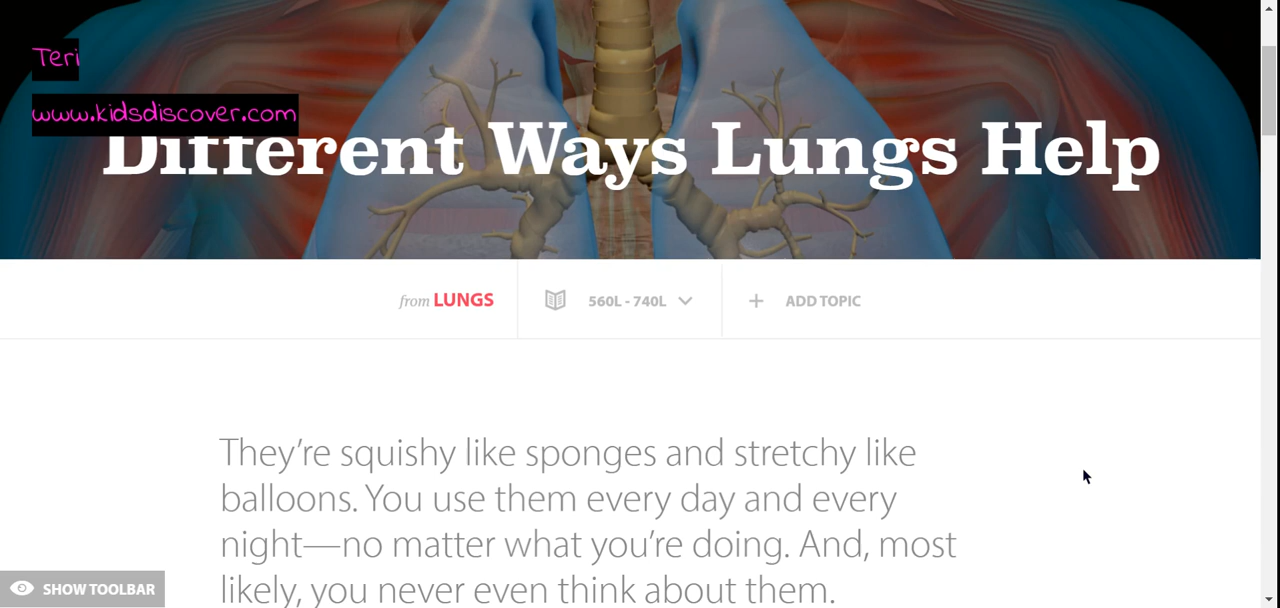 Teri
www.kidsdiscover.com
Different Ways Lungs Help
from LUNGS
560L - 740L
ADD TOPIC
They're squishy like sponges and stretchy like
balloons. You use them every day and every
night—no matter what you're doing. And, most
likely, you never even think about them.
SHOW TOOLBAR